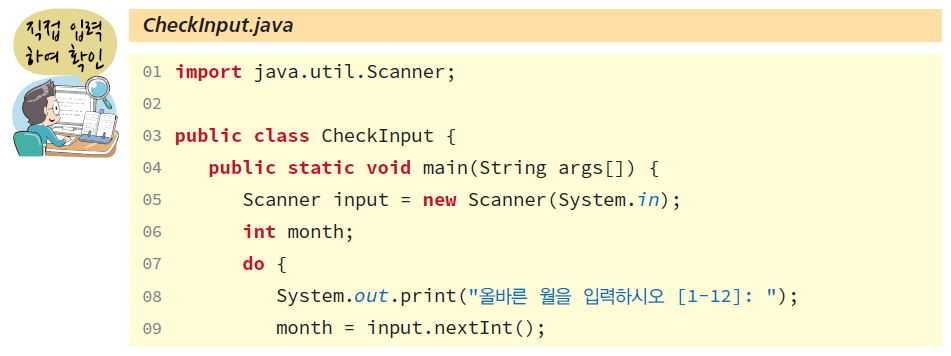 직접 입력
하여 확인
CheckInput.java
01 import java.util.Scanner;
02
03 public class CheckInput {
04    public static void main(String args[]) {
05       Scanner input = new Scanner(System.in);
06       int month;
07       do {
08          System.out.print("올바른 월을 입력하시오 [1-12]: ");
09          month = input.nextInt();